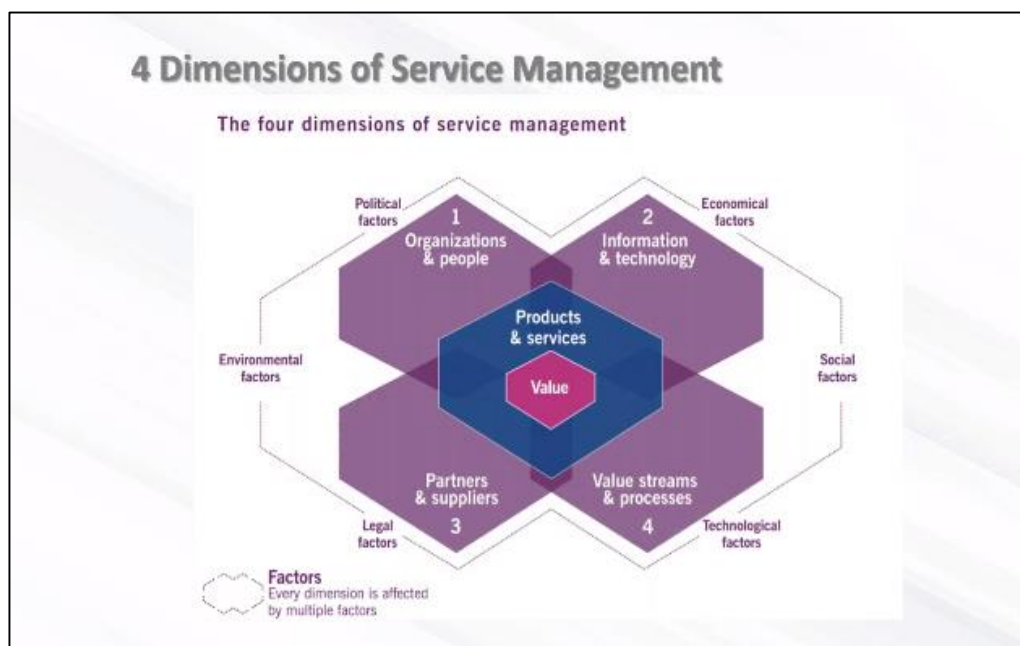 4 Dimensions of Service Management
The four dimensions of service management
Political
factors
Economical
factors
1
Organizations
& people
2
Information
& technology
Products
& services
Environmental
factors
Value
Social
factors
Partners
& suppliers
3
Value streams
& processes
4
Legal
factors
Technological
factors
Factors
Every dimension is affected
by multiple factors